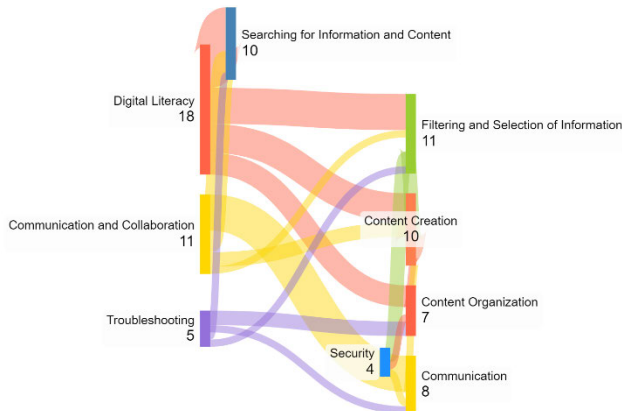 Searching for Information and Content
10
Digital Literacy
18
Filtering and Selection of Information
11
Communication and Collaboration
11
Content Creation
10
Content Organization
7
Troubleshooting
5
Security
4
Communication
8